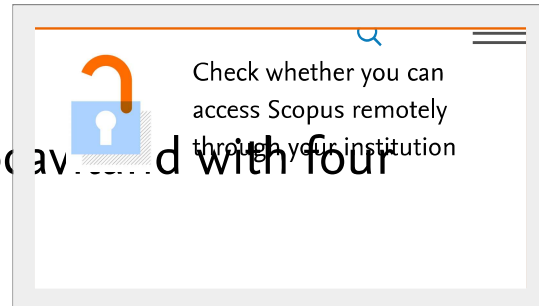 Check whether you can
access Scopus remotely
through your institution
with four